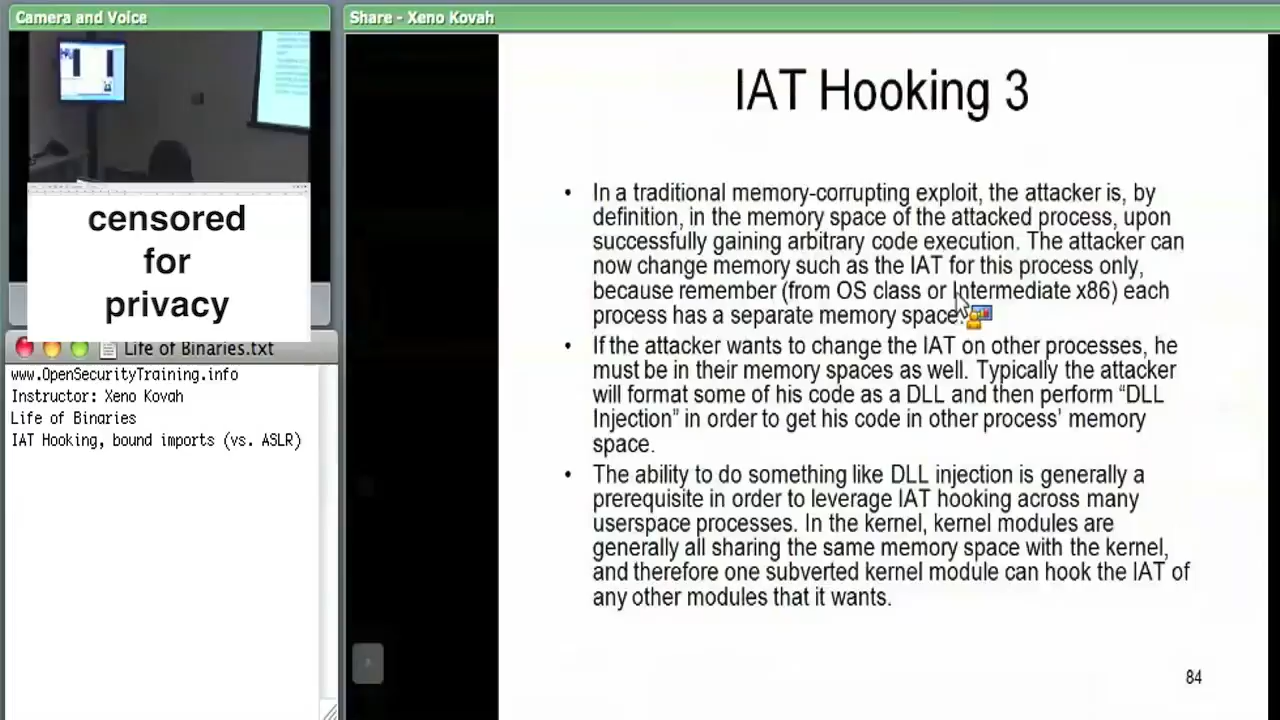 Camera and Voice
Share - Xeno Kovah
censored
for
privacy
Life of Binaries.txt
www.OpenSecurityTraining.info
Instructor: Xeno Kovah
Life of Binaries
IAT Hooking, bound imports (vs. ASLR)
IAT Hooking 3
• In a traditional memory-corrupting exploit, the attacker is, by
definition, in the memory space of the attacked process, upon
successfully gaining arbitrary code execution. The attacker can
now change memory such as the IAT for this process only,
because remember (from OS class or Intermediate x86) each
process has a separate memory space.
• If the attacker wants to change the IAT on other processes, he
must be in their memory spaces as well. Typically the attacker
will format some of his code as a DLL and then perform “DLL
Injection” in order to get his code in other process’ memory
space.
• The ability to do something like DLL injection is generally a
prerequisite in order to leverage IAT hooking across many
userspace processes. In the kernel, kernel modules are
generally all sharing the same memory space with the kernel,
and therefore one subverted kernel module can hook the IAT of
any other modules that it wants.
84